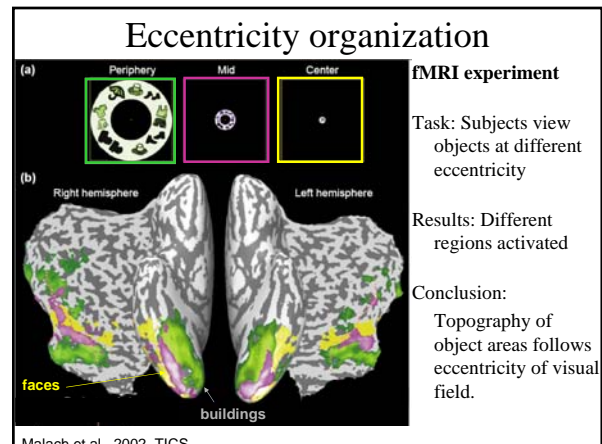 Eccentricity organization
(a)
Periphery
Mid
Center
(b)
Right hemisphere
Left hemisphere
faces
buildings
fMRI experiment
Task: Subjects view
objects at different
eccentricity
Results: Different
regions activated
Conclusion:
Topography of
object areas follows
eccentricity of visual
field.
Malach et al., 2002, TICS